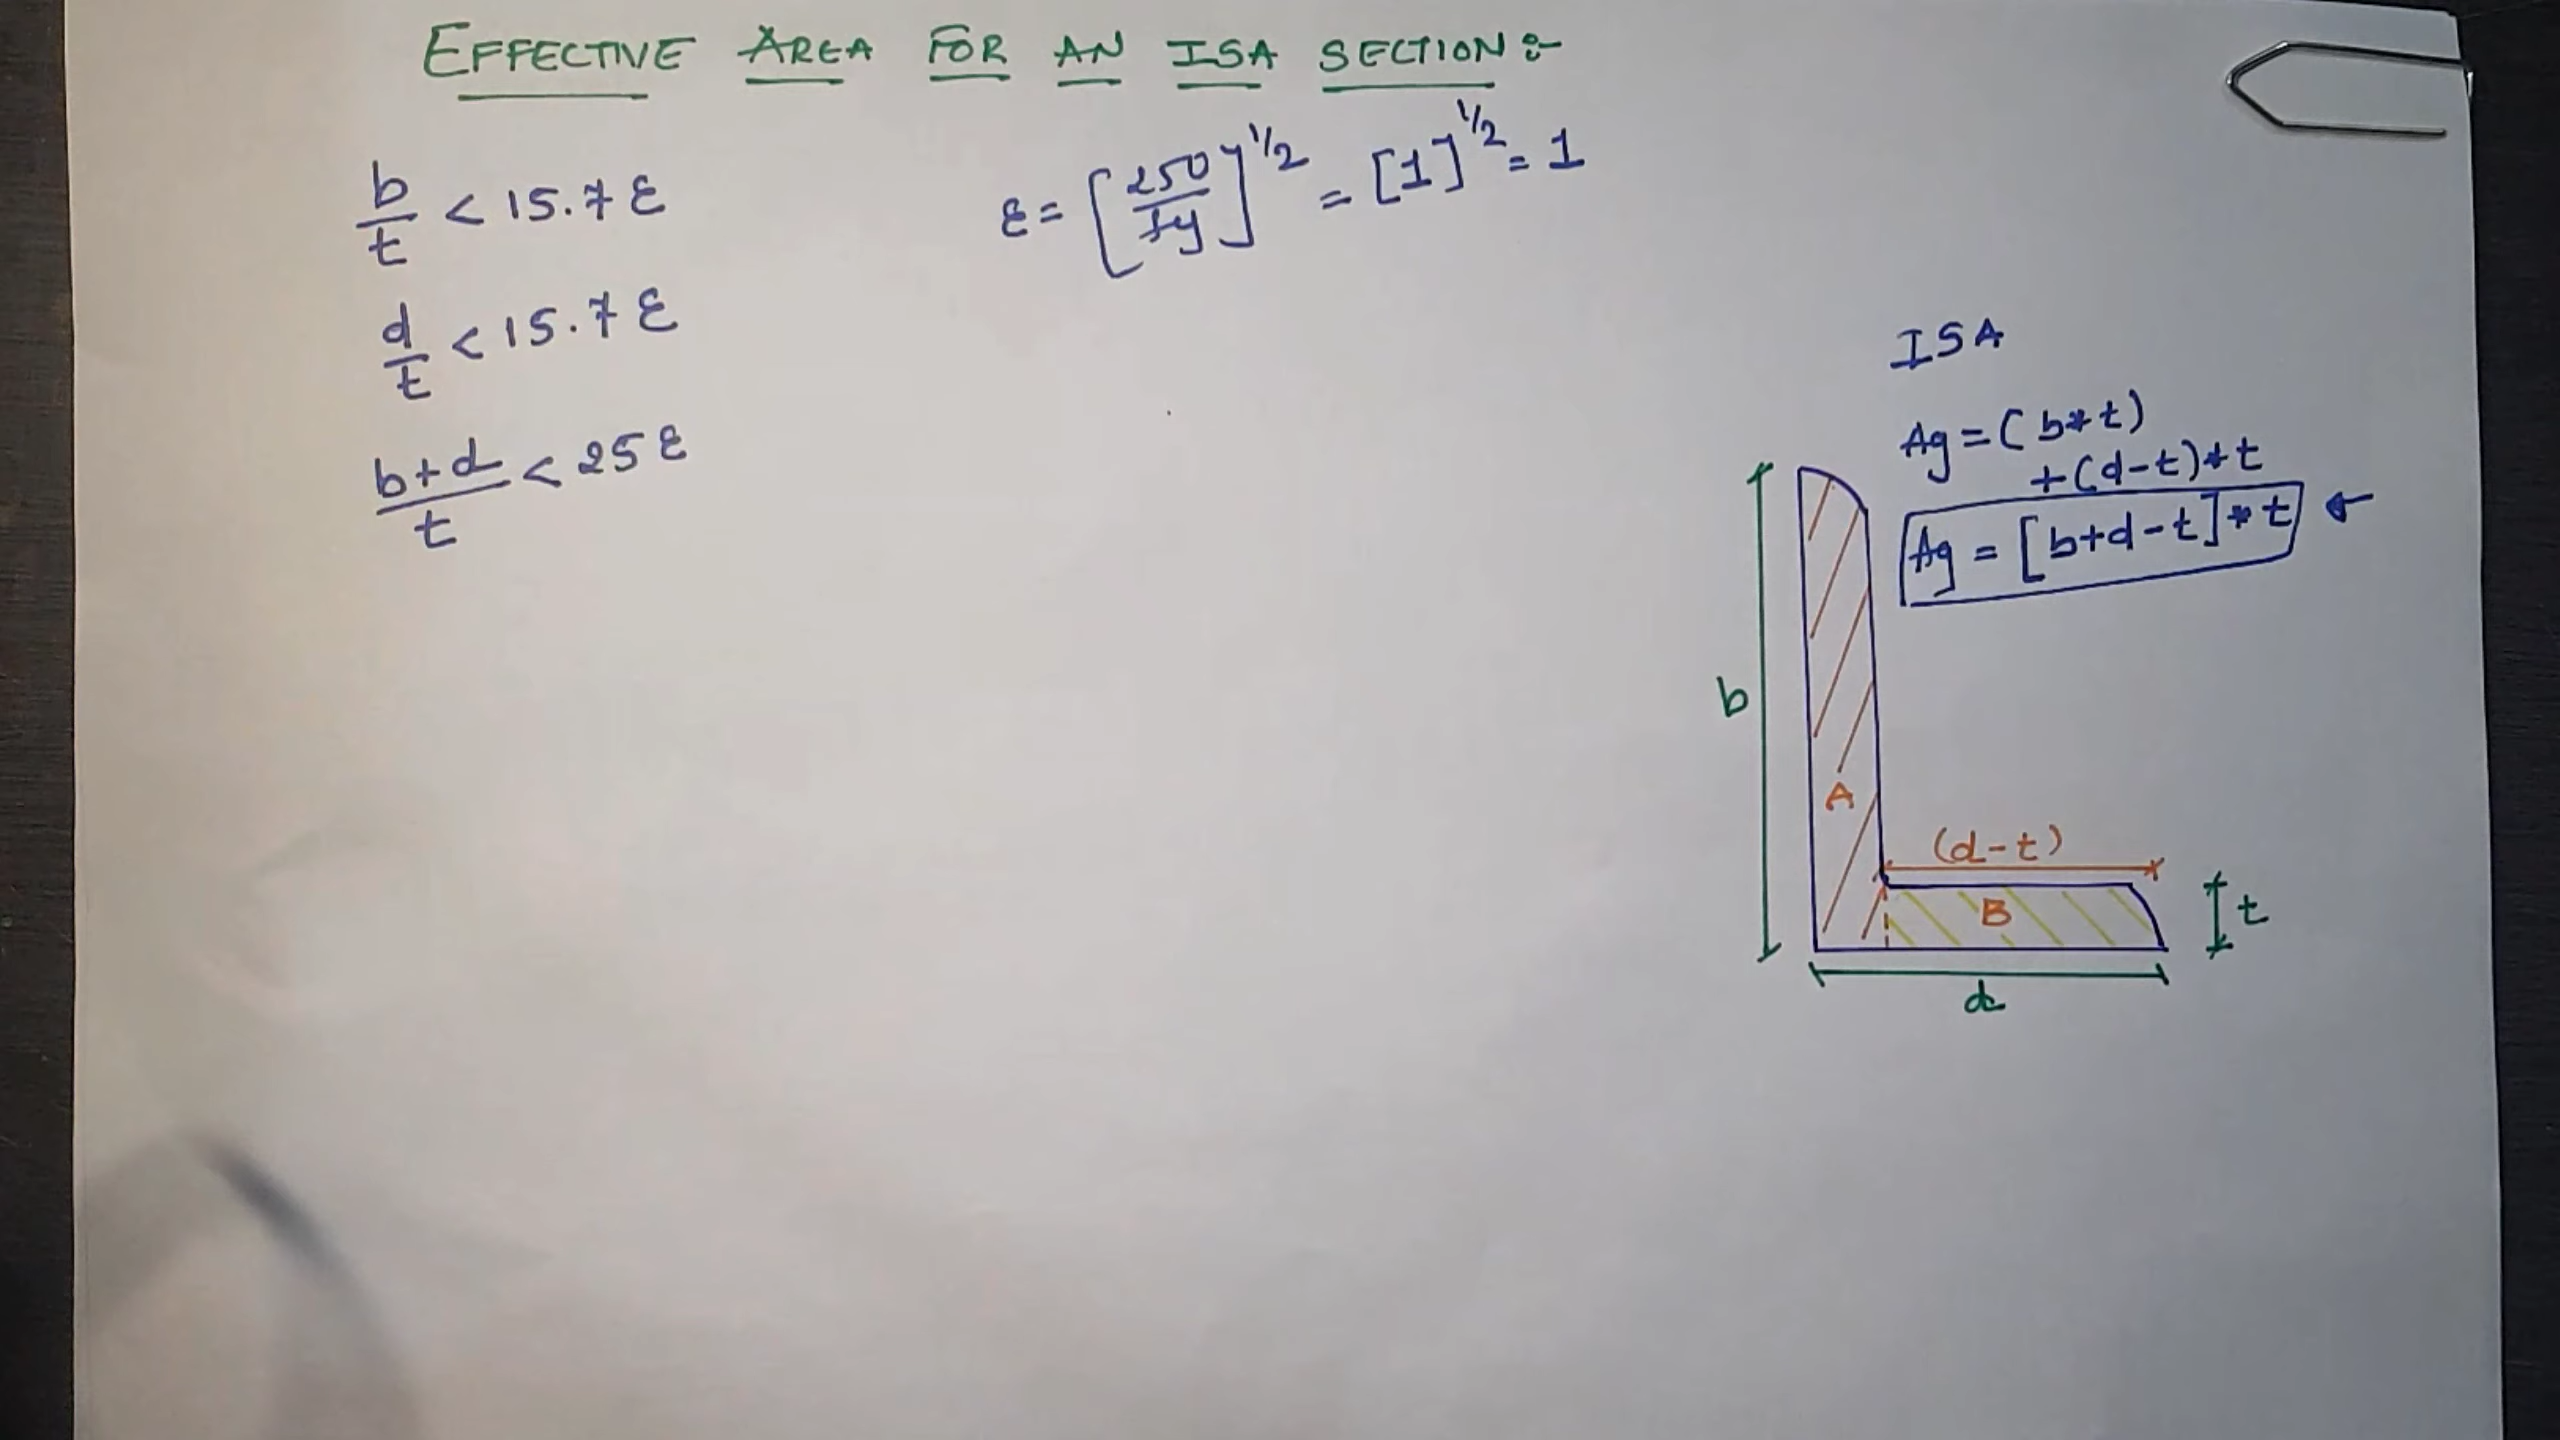 EFFECTIVE AREA FOR AN ISA SECTION :-
b/t < 15.7 ε
ε = [250/fy]^1/2 = [1]^1/2 = 1
d/t < 15.7 ε
b+d/t < 25 ε
ISA
Ag = (b*t)
+(d-t)*t
Ag = [b+d-t]*t
b
A
(d-t)
B
t
d